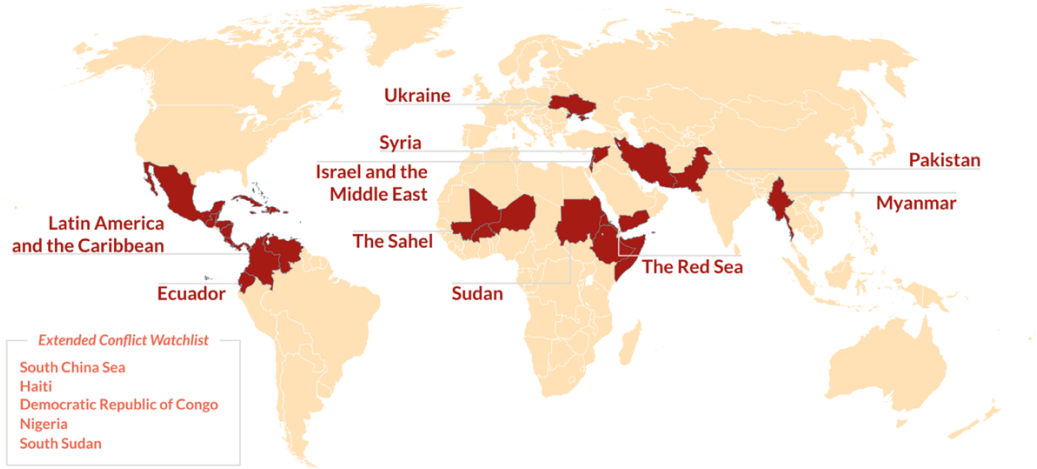 Ukraine
Syria
Israel and the
Middle East
Pakistan
Myanmar
Latin America
and the Caribbean
The Sahel
The Red Sea
Ecuador
Sudan
Extended Conflict Watchlist
South China Sea
Haiti
Democratic Republic of Congo
Nigeria
South Sudan